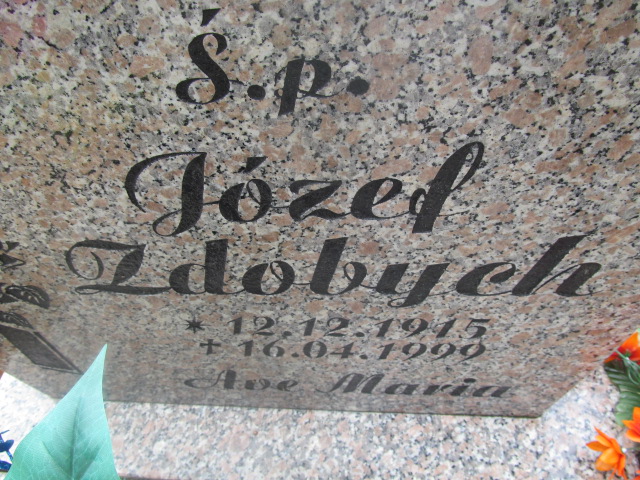 Ś.p.
Józef
Zdobych
* 12.12.1915
+ 16.04.1999
Ave Maria